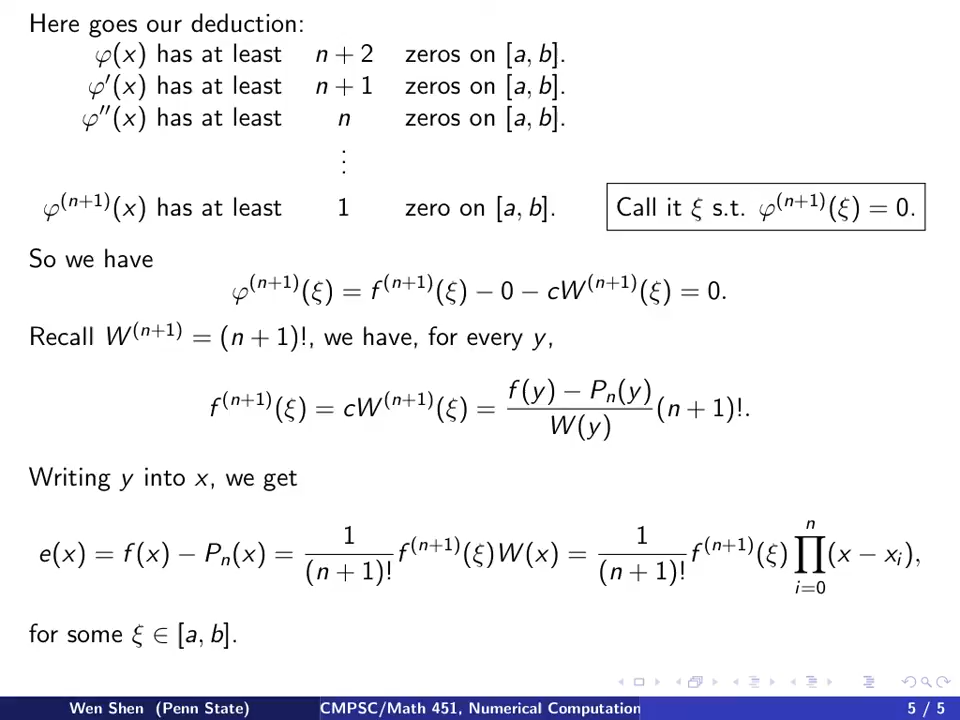 Here goes our deduction:
φ(x) has at least n + 2 zeros on [a, b].
φ′(x) has at least n + 1 zeros on [a, b].
φ′′(x) has at least n zeros on [a, b].
⋮
φ^(n+1)(x) has at least 1 zero on [a, b]. Call it ξ s.t. φ^(n+1)(ξ) = 0.
So we have
φ^(n+1)(ξ) = f^(n+1)(ξ) − 0 − cW^(n+1)(ξ) = 0.
Recall W^(n+1) = (n + 1)!, we have, for every y,
f^(n+1)(ξ) = cW^(n+1)(ξ) = \frac{f(y) − P_n(y)}{W(y)} (n + 1)!.
Writing y into x, we get
e(x) = f(x) − P_n(x) = \frac{1}{(n + 1)!} f^(n+1)(ξ)W(x) = \frac{1}{(n + 1)!} f^(n+1)(ξ) \prod_{i=0}^{n} (x − x_i),
for some ξ ∈ [a, b].
Wen Shen (Penn State) CMPSC/Math 451, Numerical Computation 5 / 5